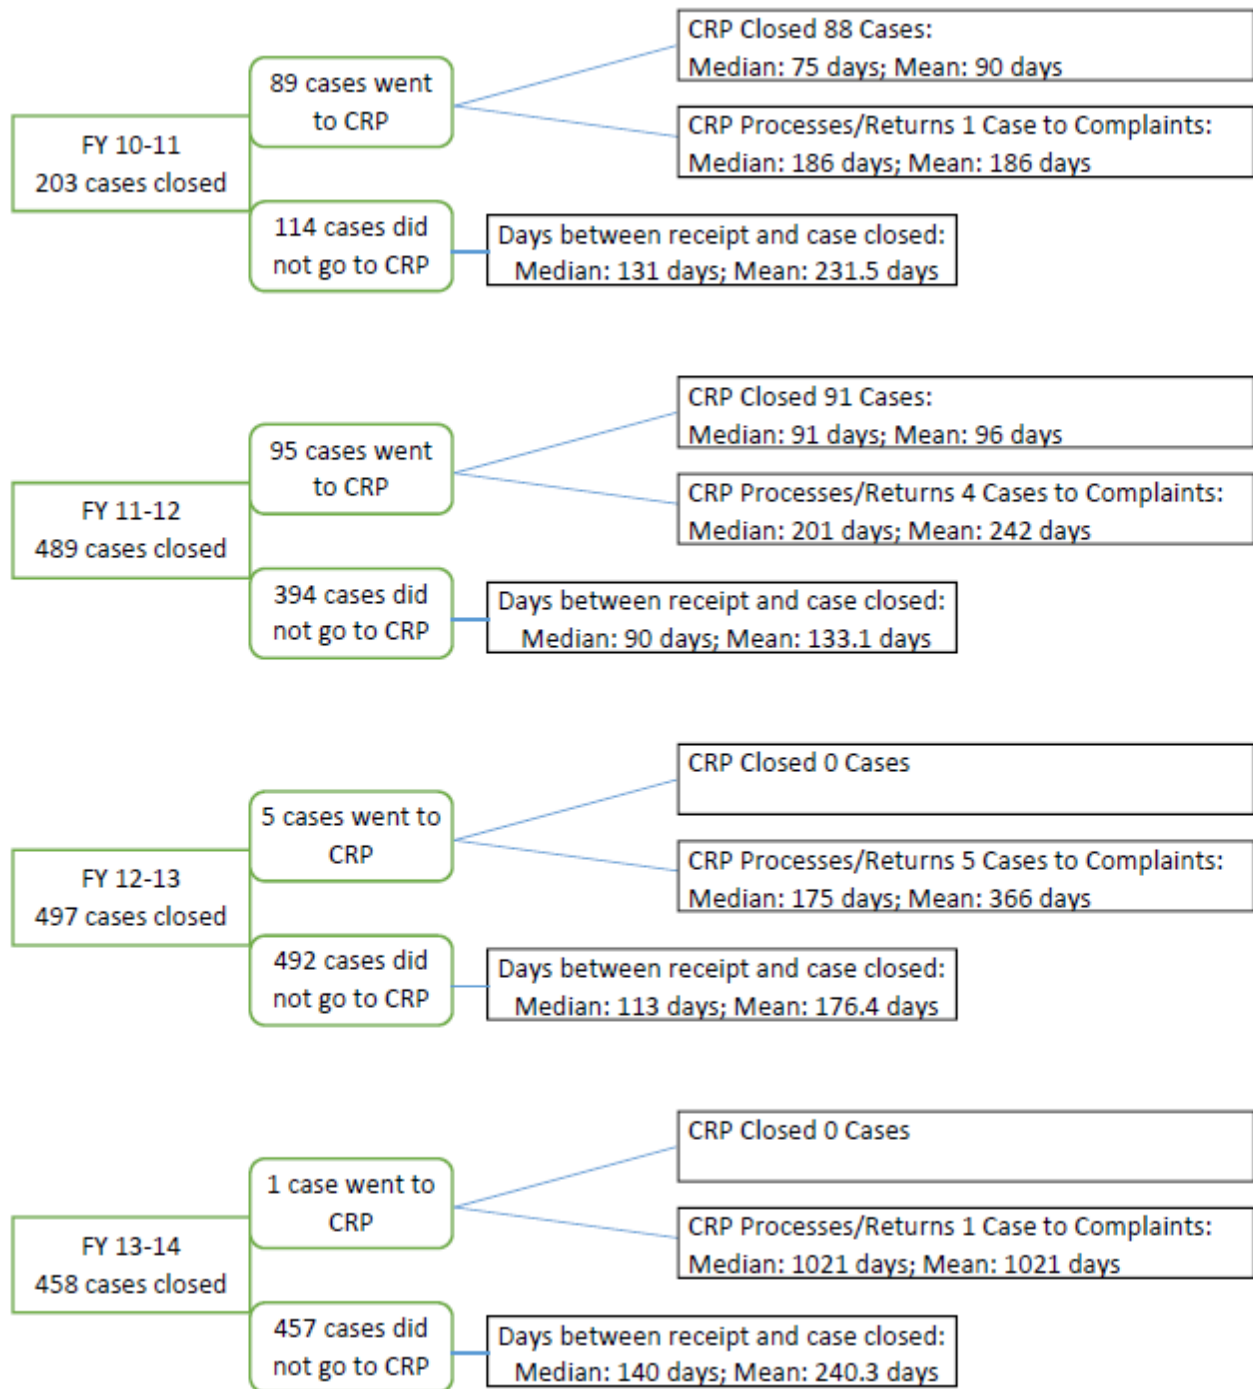 FY 10-11
203 cases closed
89 cases went
to CRP
CRP Closed 88 Cases:
Median: 75 days; Mean: 90 days
CRP Processes/Returns 1 Case to Complaints:
Median: 186 days; Mean: 186 days
114 cases did
not go to CRP
Days between receipt and case closed:
Median: 131 days; Mean: 231.5 days
FY 11-12
489 cases closed
95 cases went
to CRP
CRP Closed 91 Cases:
Median: 91 days; Mean: 96 days
CRP Processes/Returns 4 Cases to Complaints:
Median: 201 days; Mean: 242 days
394 cases did
not go to CRP
Days between receipt and case closed:
Median: 90 days; Mean: 133.1 days
FY 12-13
497 cases closed
5 cases went to
CRP
CRP Closed 0 Cases
CRP Processes/Returns 5 Cases to Complaints:
Median: 175 days; Mean: 366 days
492 cases did
not go to CRP
Days between receipt and case closed:
Median: 113 days; Mean: 176.4 days
FY 13-14
458 cases closed
1 case went to
CRP
CRP Closed 0 Cases
CRP Processes/Returns 1 Case to Complaints:
Median: 1021 days; Mean: 1021 days
457 cases did
not go to CRP
Days between receipt and case closed:
Median: 140 days; Mean: 240.3 days